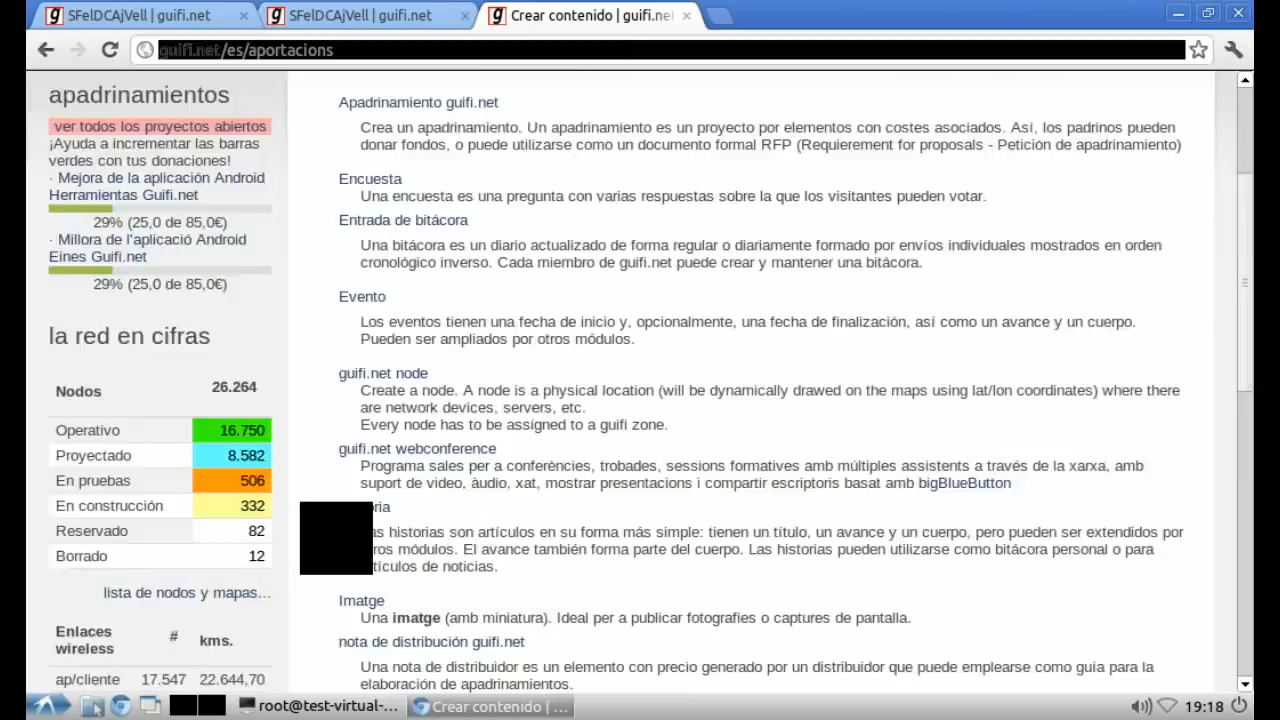 SFelDCAjVell | guifi.net
SFelDCAjVell | guifi.net
Crear contenido | guifi.ne
guifi.net/es/aportacions
apadrinamientos
ver todos los proyectos abiertos
¡Ayuda a incrementar las barras
verdes con tus donaciones!
· Mejora de la aplicación Android
Herramientas Guifi.net
29% (25,0 de 85,0€)
· Millora de l'aplicació Android
Eines Guifi.net
29% (25,0 de 85,0€)
la red en cifras
Nodos 26.264
Operativo 16.750
Proyectado 8.582
En pruebas 506
En construcción 332
Reservado 82
Borrado 12
lista de nodos y mapas...
Enlaces wireless # kms.
ap/cliente 17.547 22.644,70
Apadrinamiento guifi.net
Crea un apadrinamiento. Un apadrinamiento es un proyecto por elementos con costes asociados. Así, los padrinos pueden
donar fondos, o puede utilizarse como un documento formal RFP (Requierement for proposals - Petición de apadrinamiento)
Encuesta
Una encuesta es una pregunta con varias respuestas sobre la que los visitantes pueden votar.
Entrada de bitácora
Una bitácora es un diario actualizado de forma regular o diariamente formado por envíos individuales mostrados en orden
cronológico inverso. Cada miembro de guifi.net puede crear y mantener una bitácora.
Evento
Los eventos tienen una fecha de inicio y, opcionalmente, una fecha de finalización, así como un avance y un cuerpo.
Pueden ser ampliados por otros módulos.
guifi.net node
Create a node. A node is a physical location (will be dynamically drawn on the maps using lat/lon coordinates) where there
are network devices, servers, etc.
Every node has to be assigned to a guifi zone.
guifi.net webconference
Programa sales per a conferències, trobades, sessions formatives amb múltiples assistents a través de la xarxa, amb
suport de video, àudio, xat, mostrar presentacions i compartir escriptoris basat amb bigBlueButton
ria
as historias son artículos en su forma más simple: tienen un título, un avance y un cuerpo, pero pueden ser extendidos por
ros módulos. El avance también forma parte del cuerpo. Las historias pueden utilizarse como bitácora personal o para
tículos de noticias.
Imatge
Una imatge (amb miniatura). Ideal per a publicar fotografies o captures de pantalla.
nota de distribución guifi.net
Una nota de distribuidor es un elemento con precio generado por un distribuidor que puede emplearse como guía para la
elaboración de apadrinamientos.
root@test-virtual-...
Crear contenido | ...
19:18